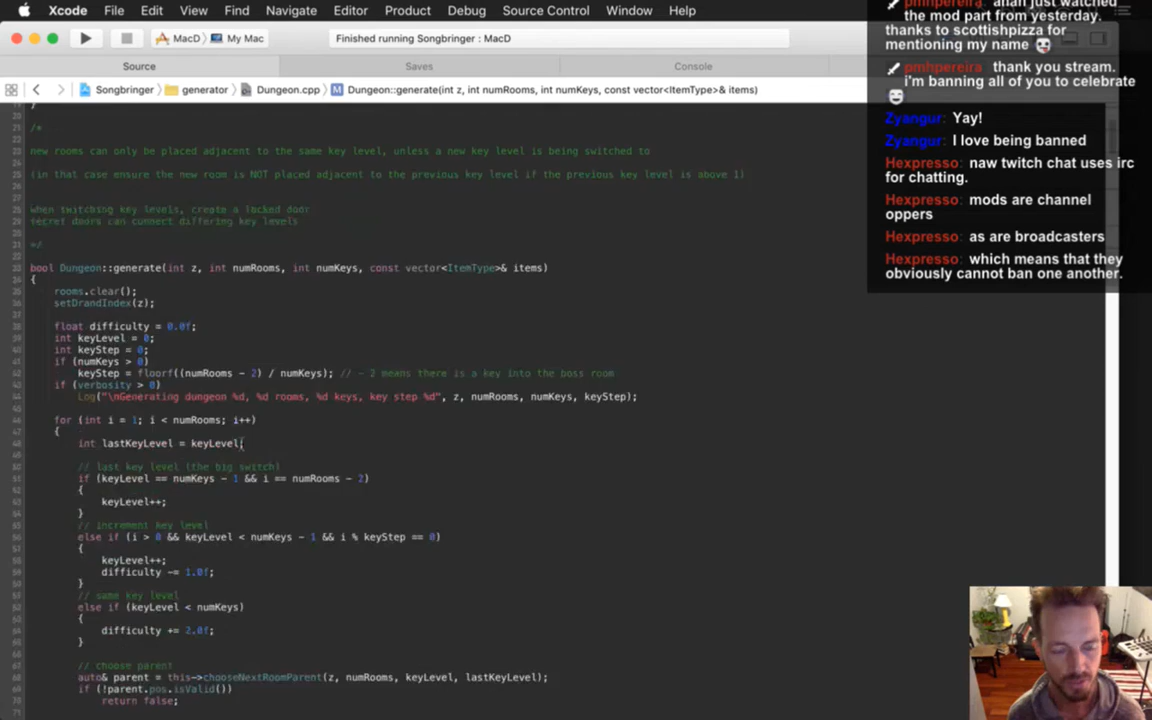 Xcode File Edit View Find Navigate Editor Product Debug Source Control Window Help
MacD › My Mac
Finished running Songbringer : MacD
Source
Saves
Console
Songbringer › generator › Dungeon.cpp › M Dungeon::generate(int z, int numRooms, int numKeys, const vector<ItemType>& items)
/*
new rooms can only be placed adjacent to the same key level, unless a new key level is being switched to
(in that case ensure the new room is NOT placed adjacent to the previous key level if the previous key level is above 1)
when switching key levels, create a locked door
secret doors can connect differing key levels
*/
bool Dungeon::generate(int z, int numRooms, int numKeys, const vector<ItemType>& items)
{
rooms.clear();
setDrandIndex(z);
float difficulty = 0.0f;
int keyLevel = 0;
int keyStep = 0;
if (numKeys > 0)
keyStep = floorf((numRooms - 2) / numKeys); // - 2 means there is a key into the boss room
if (verbosity > 0)
Log("\nGenerating dungeon %d, %d rooms, %d keys, key step %d", z, numRooms, numKeys, keyStep);
for (int i = 1; i < numRooms; i++)
{
int lastKeyLevel = keyLevel;
// last key level (the big switch)
if (keyLevel == numKeys - 1 && i == numRooms - 2)
{
keyLevel++;
}
// increment key level
else if (i > 0 && keyLevel < numKeys - 1 && i % keyStep == 0)
{
keyLevel++;
difficulty -= 1.0f;
}
// same key level
else if (keyLevel < numKeys)
{
difficulty += 2.0f;
}
// choose parent
auto& parent = this->chooseNextRoomParent(z, numRooms, keyLevel, lastKeyLevel);
if (!parent.pos.isValid())
return false;
pmhpereira: ahah just watched
the mod part from yesterday.
thanks to scottishpizza for
mentioning my name
pmhpereira: thank you stream.
i'm banning all of you to celebrate
Zyangur: Yay!
Zyangur: I love being banned
Hexpresso: naw twitch chat uses irc
for chatting.
Hexpresso: mods are channel
oppers
Hexpresso: as are broadcasters
Hexpresso: which means that they
obviously cannot ban one another.